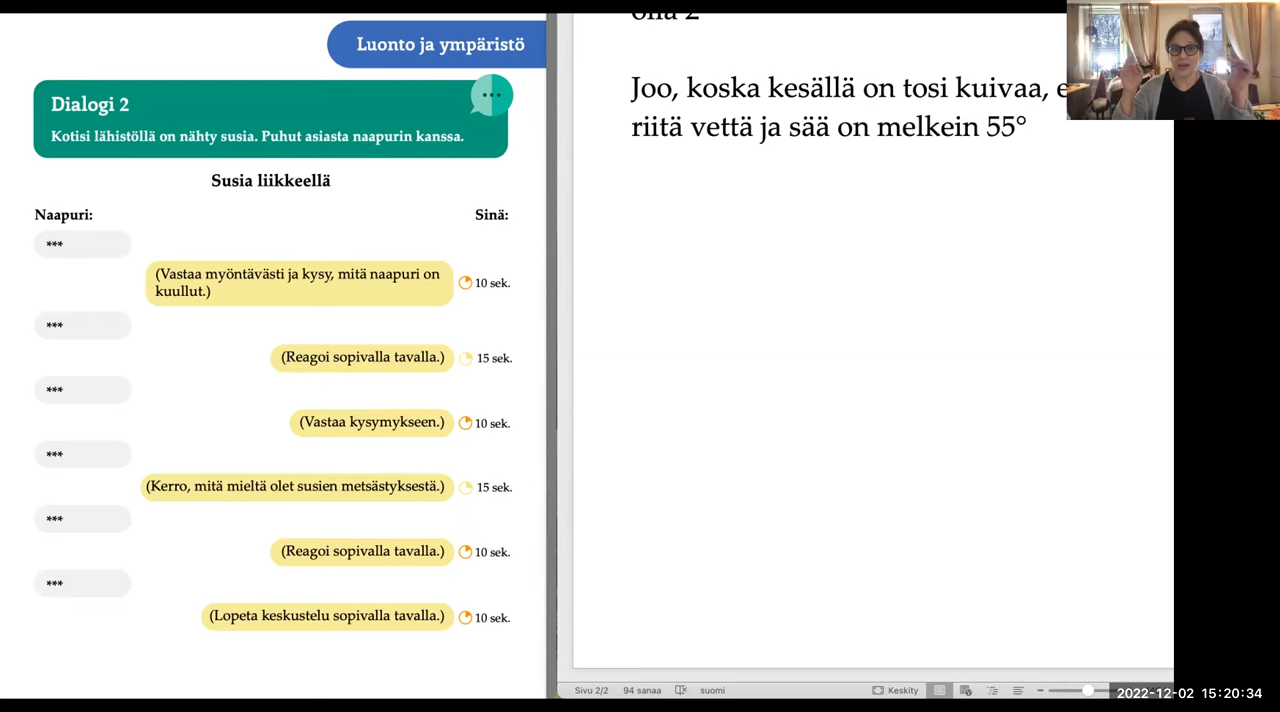 Luonto ja ympäristö
Dialogi 2
Kotisi lähistöllä on nähty susia. Puhut asiasta naapurin kanssa.
Susia liikkeellä
Naapuri:
Sinä:
***
(Vastaa myöntävästi ja kysy, mitä naapuri on
kuullut.)
10 sek.
***
(Reagoi sopivalla tavalla.)
15 sek.
***
(Vastaa kysymykseen.)
10 sek.
***
(Kerro, mitä mieltä olet susien metsästyksestä.)
15 sek.
***
(Reagoi sopivalla tavalla.)
10 sek.
***
(Lopeta keskustelu sopivalla tavalla.)
10 sek.
Joo, koska kesällä on tosi kuivaa, e
riitä vettä ja sää on melkein 55°
Sivu 2/2
94 sanaa
suomi
Keskity
2022-12-02 15:20:34